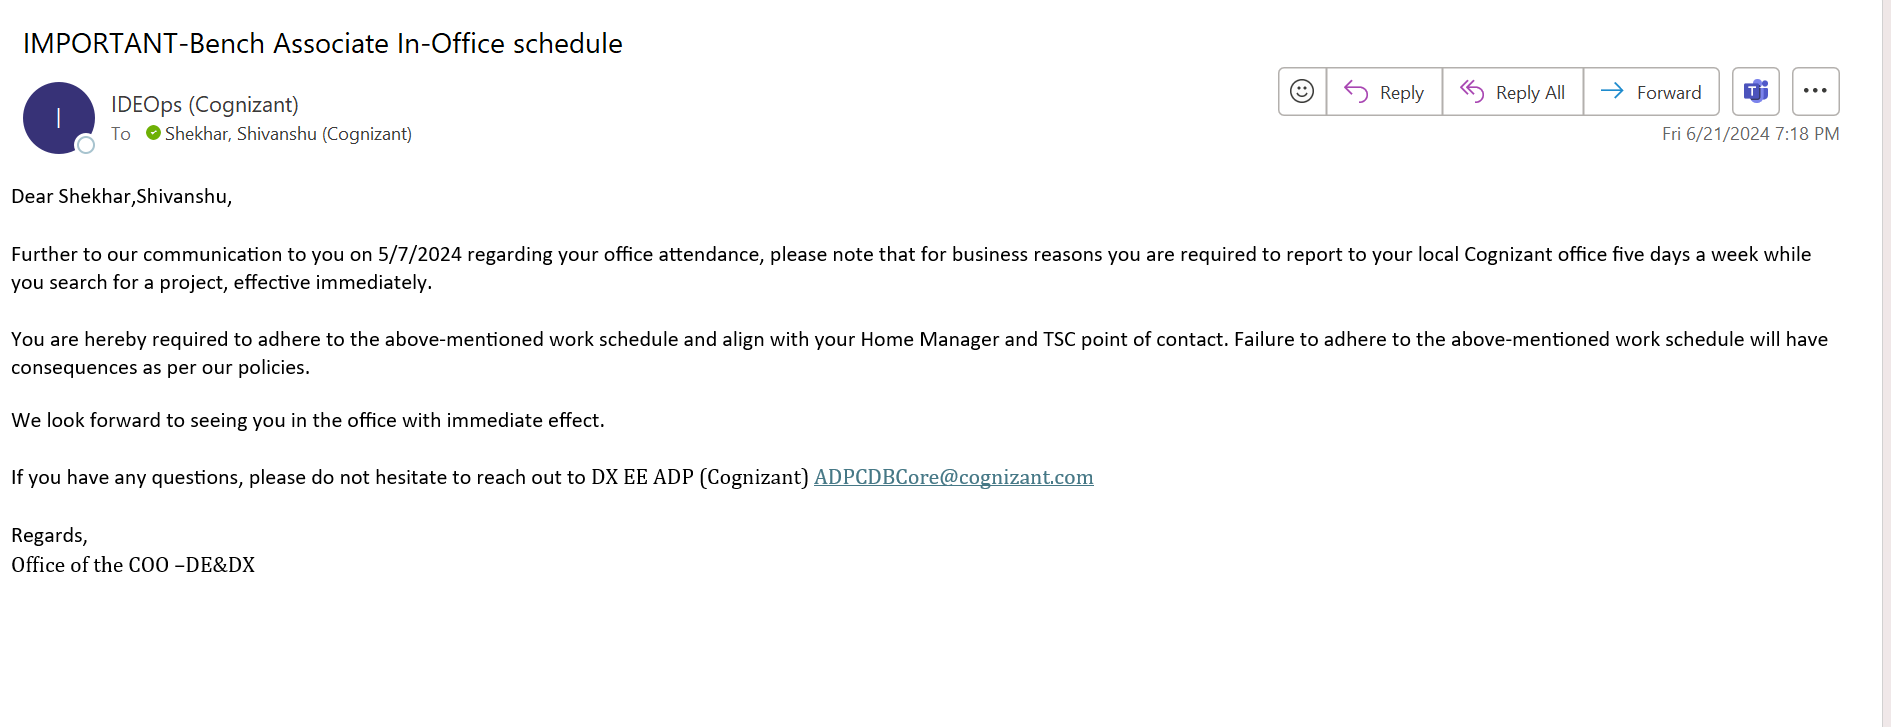 IMPORTANT-Bench Associate In-Office schedule
I
IDEOps (Cognizant)
To Shekhar, Shivanshu (Cognizant)
Reply
Reply All
Forward
Fri 6/21/2024 7:18 PM
Dear Shekhar,Shivanshu,
Further to our communication to you on 5/7/2024 regarding your office attendance, please note that for business reasons you are required to report to your local Cognizant office five days a week while
you search for a project, effective immediately.
You are hereby required to adhere to the above-mentioned work schedule and align with your Home Manager and TSC point of contact. Failure to adhere to the above-mentioned work schedule will have
consequences as per our policies.
We look forward to seeing you in the office with immediate effect.
If you have any questions, please do not hesitate to reach out to DX EE ADP (Cognizant) ADPCDBCore@cognizant.com
Regards,
Office of the COO –DE&DX